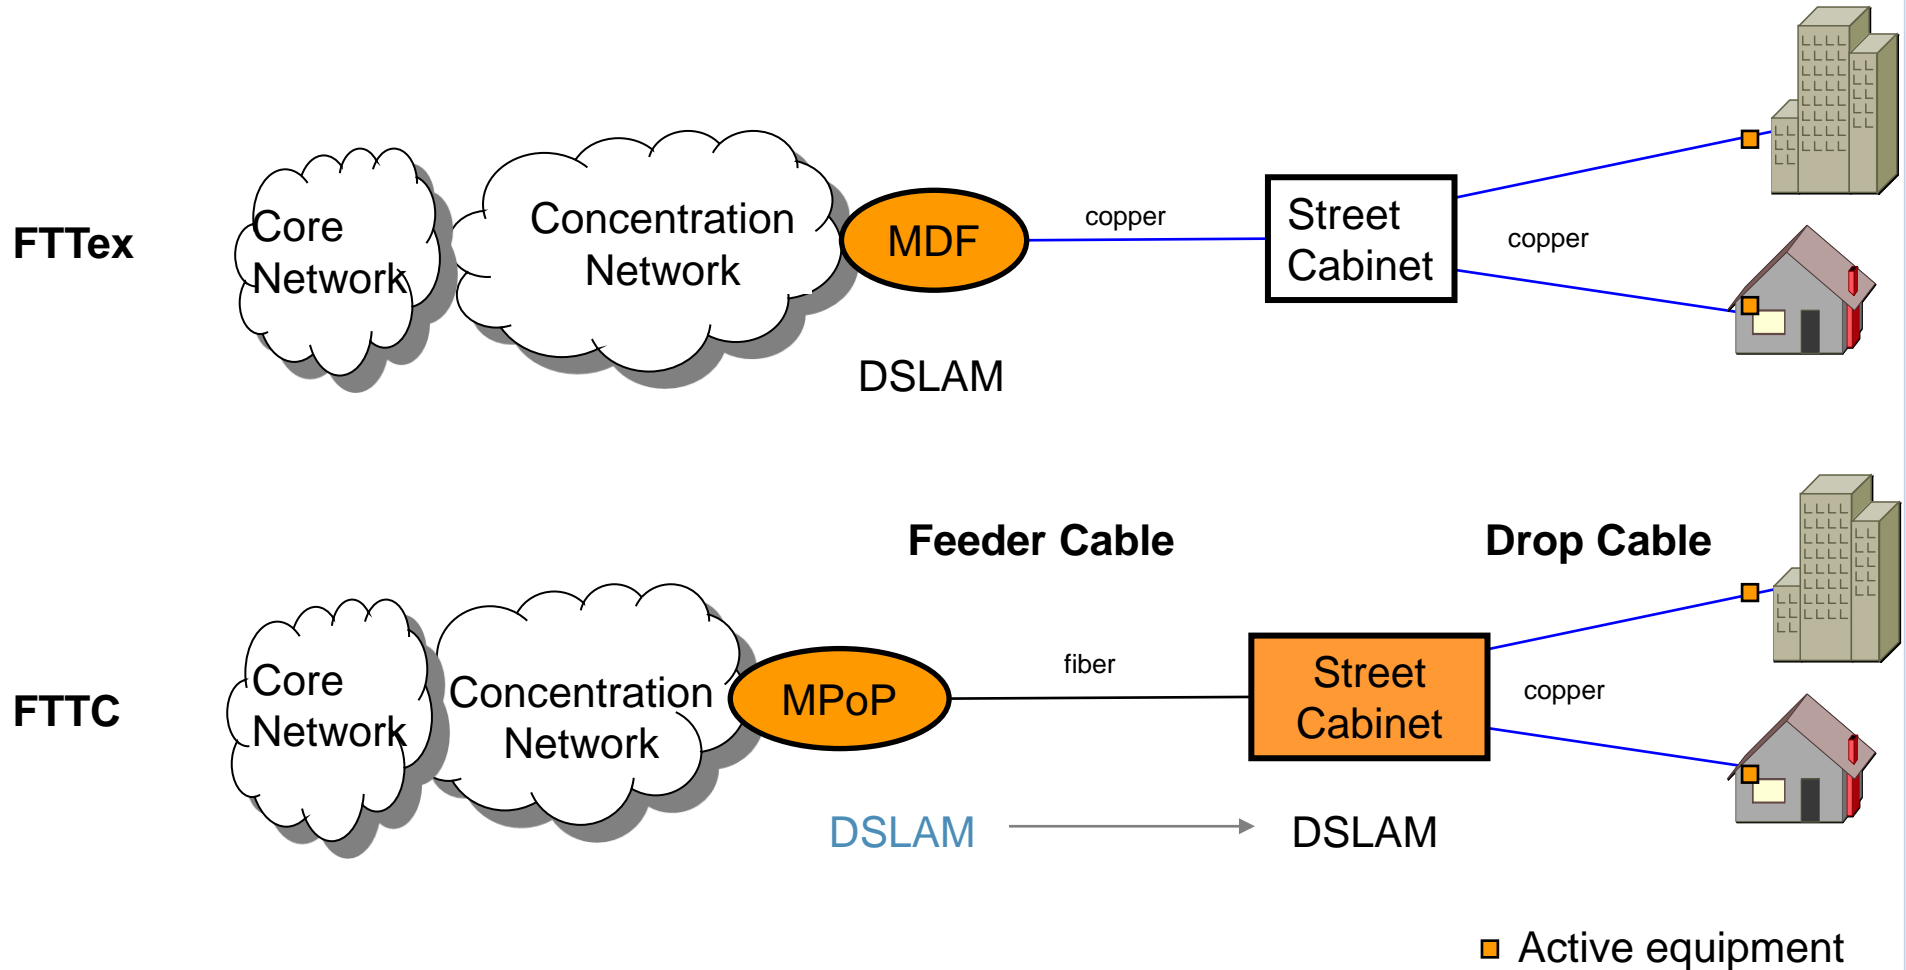 FTTex
Core
Network
Concentration
Network
MDF
copper
Street
Cabinet
copper
DSLAM
Feeder Cable
Drop Cable
FTTC
Core
Network
Concentration
Network
MPoP
fiber
Street
Cabinet
copper
DSLAM
DSLAM
Active equipment